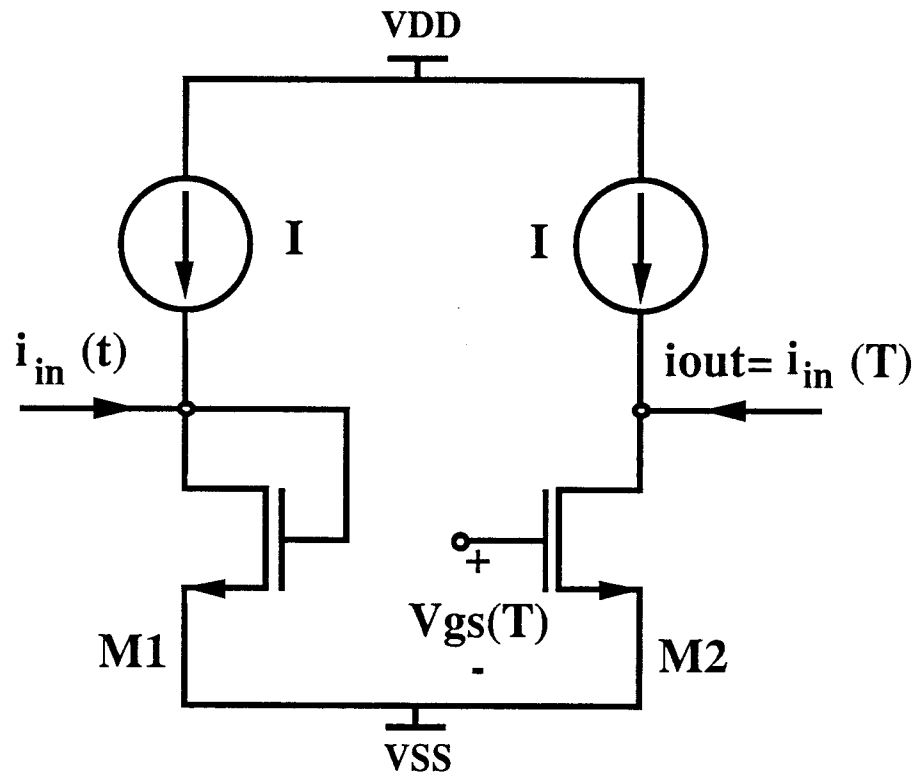 VDD
I
I
i in (t)
iout= i in (T)
+
Vgs(T)
-
M1
M2
VSS